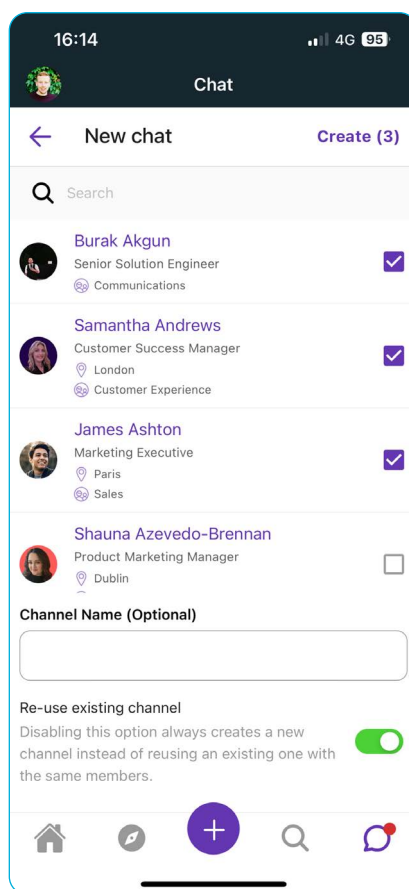 16:14
4G 95
Chat
New chat
Create (3)
Search
Burak Akgun
Senior Solution Engineer
Communications
Samantha Andrews
Customer Success Manager
London
Customer Experience
James Ashton
Marketing Executive
Paris
Sales
Shauna Azevedo-Brennan
Product Marketing Manager
Dublin
Channel Name (Optional)
Re-use existing channel
Disabling this option always creates a new
channel instead of reusing an existing one with
the same members.